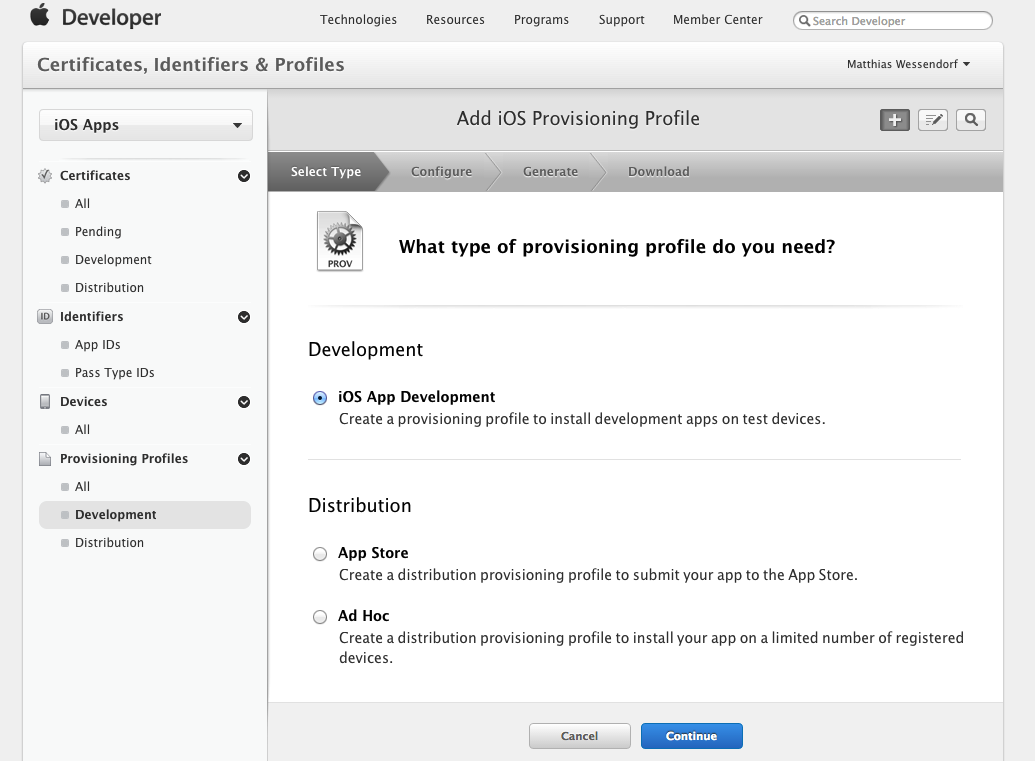 Developer
Technologies
Resources
Programs
Support
Member Center
Search Developer
Certificates, Identifiers & Profiles
Matthias Wessendorf
iOS Apps
Certificates
All
Pending
Development
Distribution
ID
Identifiers
App IDs
Pass Type IDs
Devices
All
Provisioning Profiles
All
Development
Distribution
Add iOS Provisioning Profile
Select Type
Configure
Generate
Download
PROV
What type of provisioning profile do you need?
Development
iOS App Development
Create a provisioning profile to install development apps on test devices.
Distribution
App Store
Create a distribution provisioning profile to submit your app to the App Store.
Ad Hoc
Create a distribution provisioning profile to install your app on a limited number of registered
devices.
Cancel
Continue